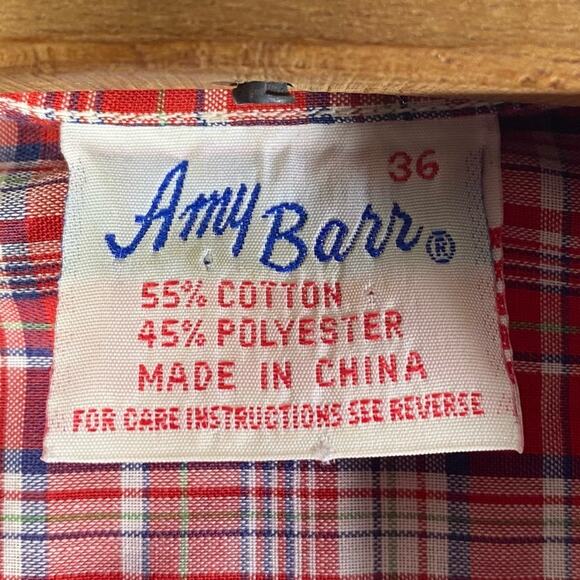 36
Amy Barr®
55% COTTON
45% POLYESTER
MADE IN CHINA
FOR CARE INSTRUCTIONS SEE REVERSE